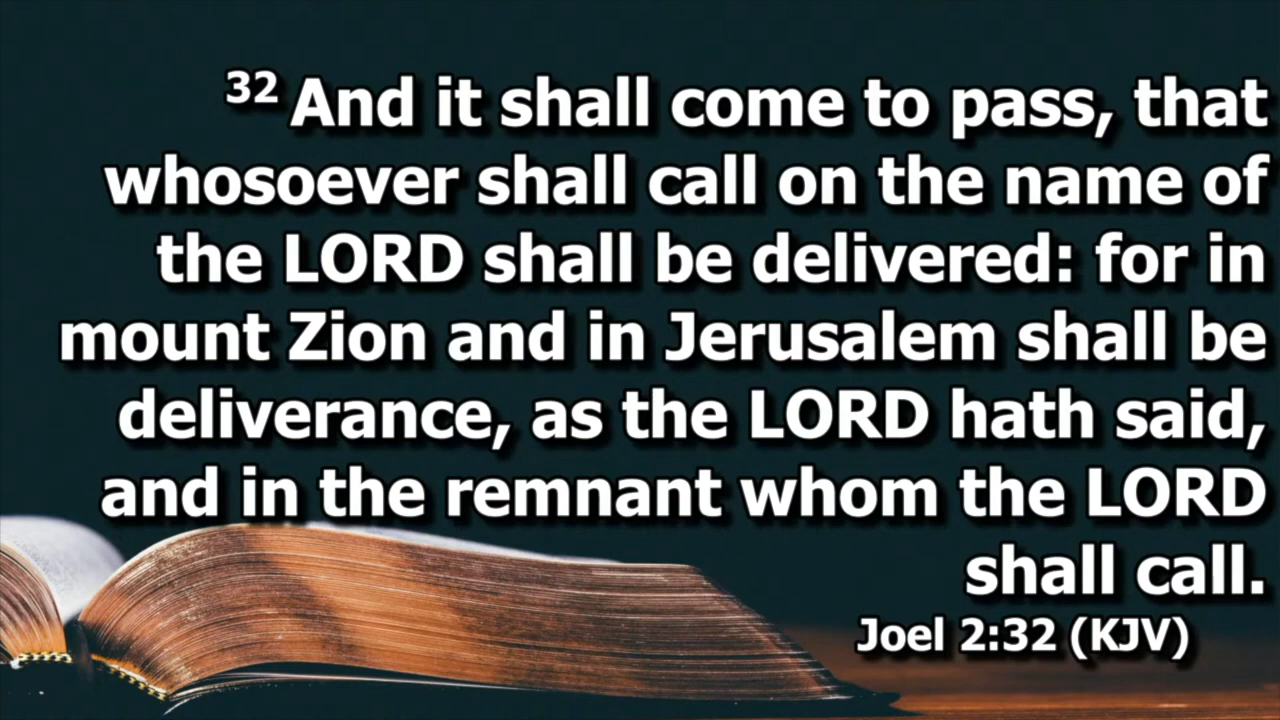 32 And it shall come to pass, that
whosoever shall call on the name of
the LORD shall be delivered: for in
mount Zion and in Jerusalem shall be
deliverance, as the LORD hath said,
and in the remnant whom the LORD
shall call.
Joel 2:32 (KJV)